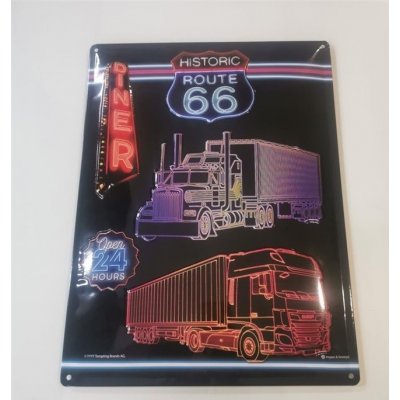 HiSTORIC
ROUTE
66
DINER
Open
24
HOURS